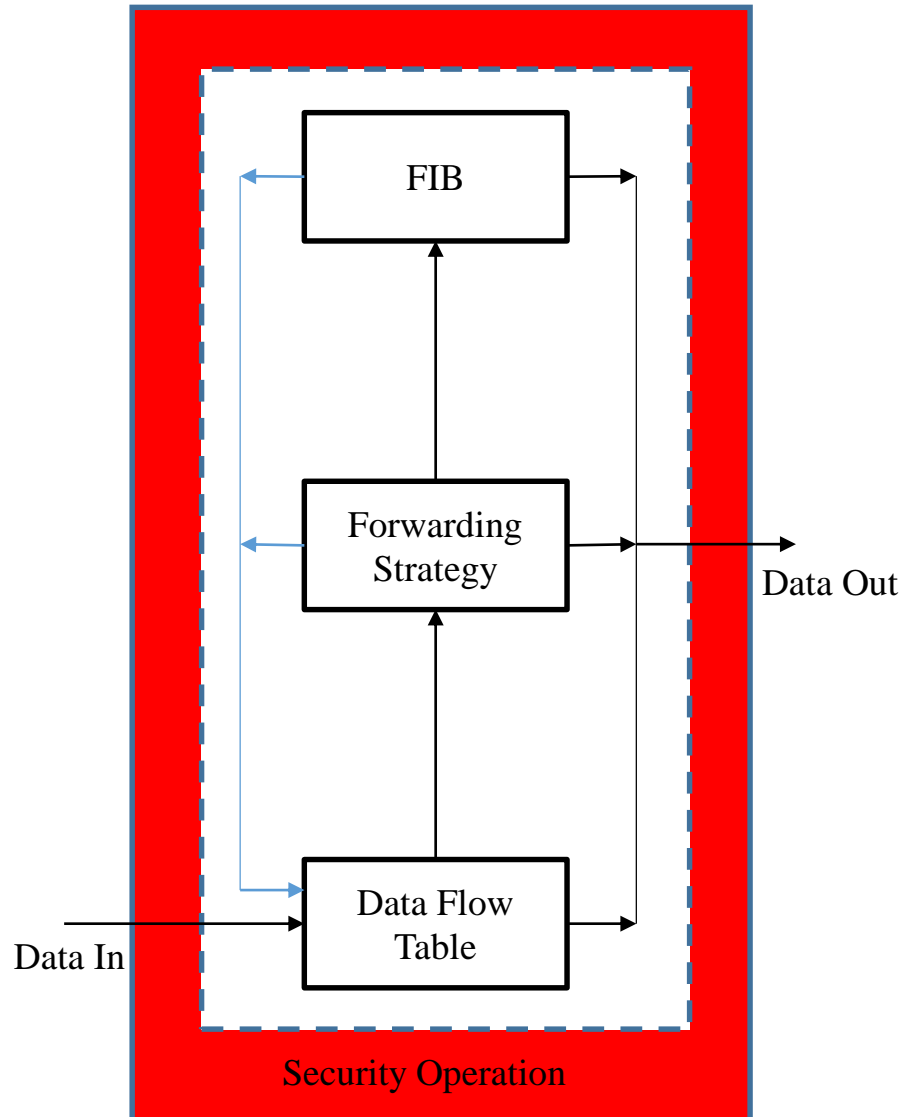 FIB
Forwarding
Strategy
Data Out
Data Flow
Table
Data In
Security Operation